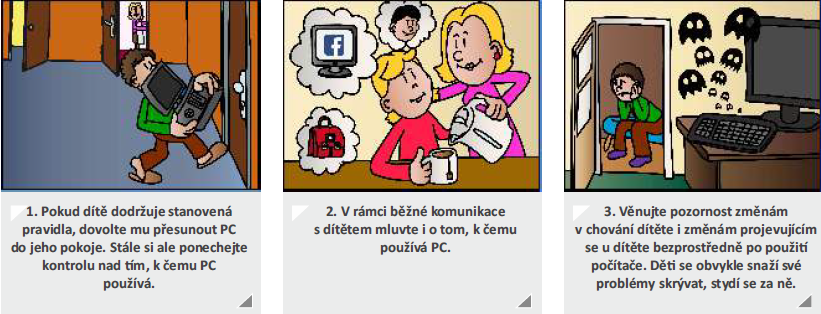 1. Pokud dítě dodržuje stanovená
pravidla, dovolte mu přesunout PC
do jeho pokoje. Stále si ale ponechejte
kontrolu nad tím, k čemu PC
používá.
2. V rámci běžné komunikace
s dítětem mluvte i o tom, k čemu
používá PC.
3. Věnujte pozornost změnám
v chování dítěte i změnám projevujícím
se u dítěte bezprostředně po použití
počítače. Děti se obvykle snaží své
problémy skrývat, stydí se za ně.